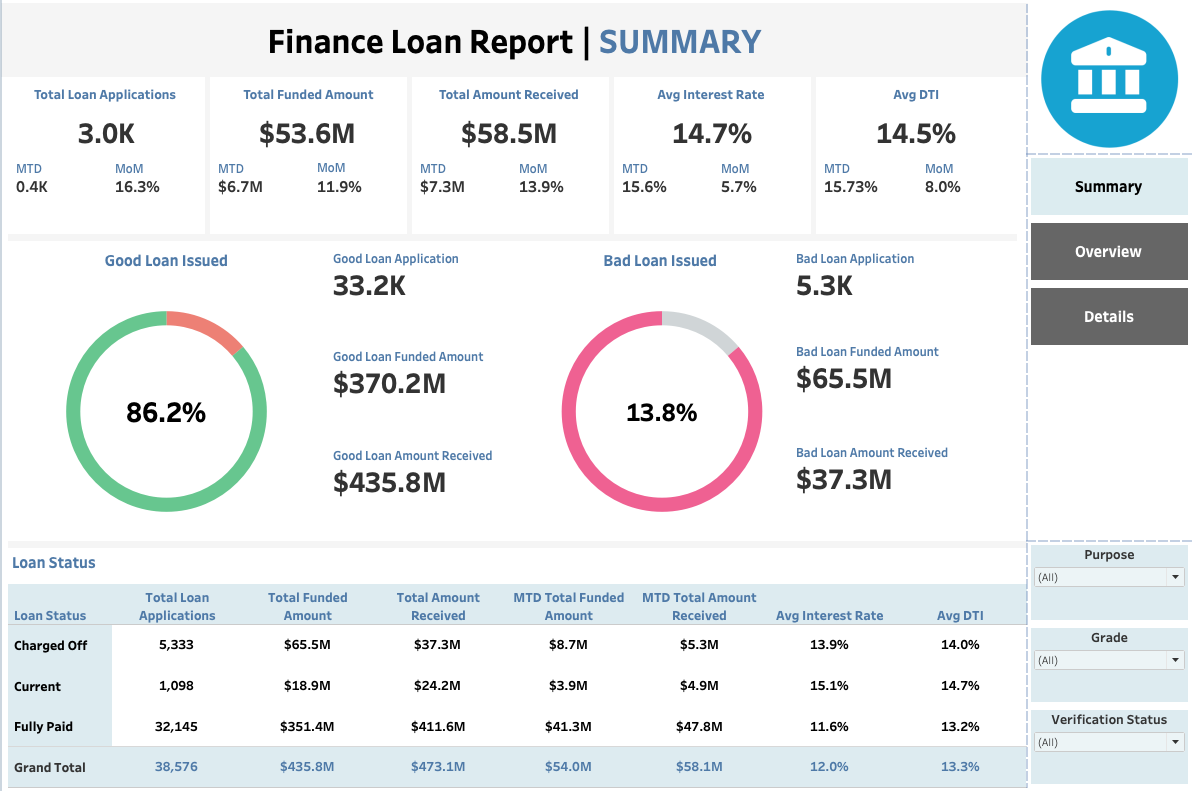 Finance Loan Report | SUMMARY
Total Loan Applications
3.0K
MTD MoM
0.4K 16.3%
Total Funded Amount
$53.6M
MTD MoM
$6.7M 11.9%
Total Amount Received
$58.5M
MTD MoM
$7.3M 13.9%
Avg Interest Rate
14.7%
MTD MoM
15.6% 5.7%
Avg DTI
14.5%
MTD MoM
15.73% 8.0%
Summary
Overview
Details
Good Loan Issued
86.2%
Good Loan Application
33.2K
Good Loan Funded Amount
$370.2M
Good Loan Amount Received
$435.8M
Bad Loan Issued
13.8%
Bad Loan Application
5.3K
Bad Loan Funded Amount
$65.5M
Bad Loan Amount Received
$37.3M
Loan Status
Total Loan Total Funded Total Amount MTD Total Funded MTD Total Amount
Loan Status Applications Amount Received Amount Received Avg Interest Rate Avg DTI
Charged Off 5,333 $65.5M $37.3M $8.7M $5.3M 13.9% 14.0%
Current 1,098 $18.9M $24.2M $3.9M $4.9M 15.1% 14.7%
Fully Paid 32,145 $351.4M $411.6M $41.3M $47.8M 11.6% 13.2%
Grand Total 38,576 $435.8M $473.1M $54.0M $58.1M 12.0% 13.3%
Purpose
(All)
Grade
(All)
Verification Status
(All)